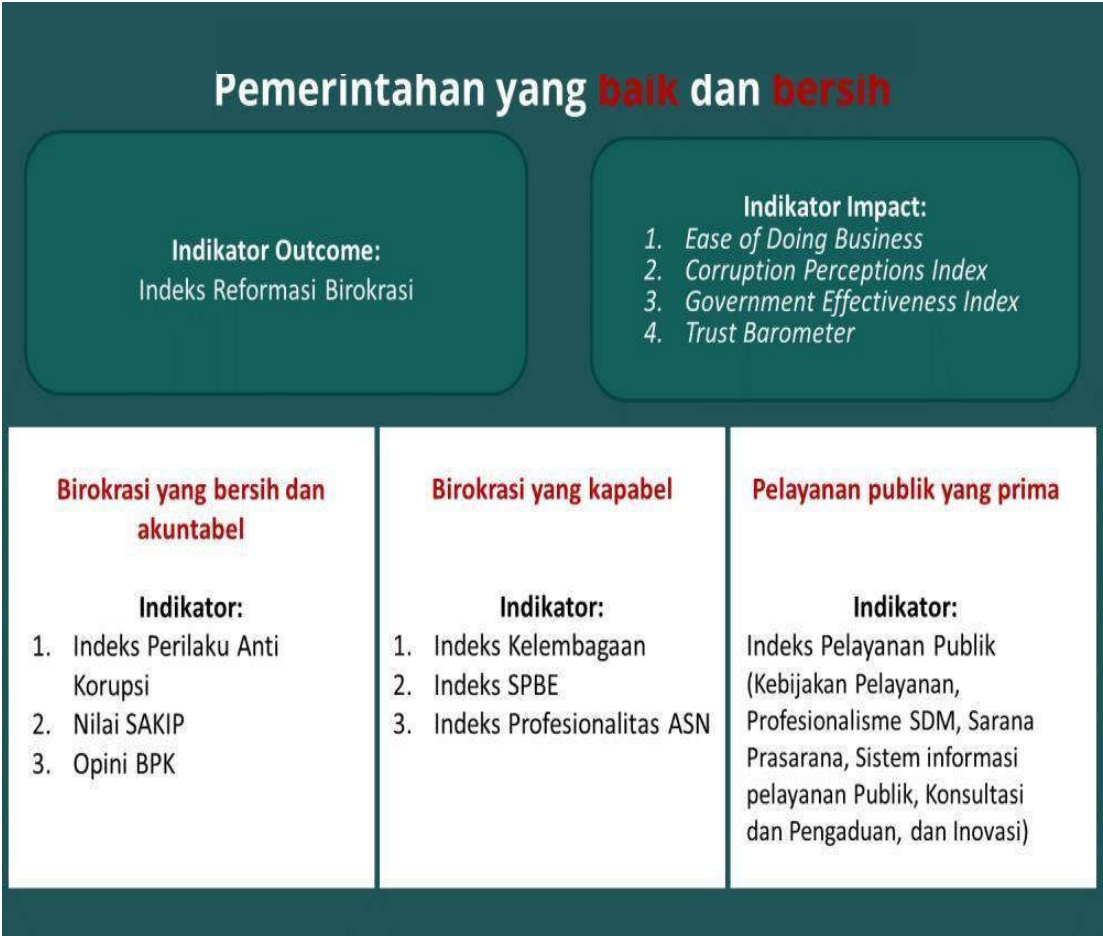 Pemerintahan yang baik dan bersih
Indikator Outcome:
Indeks Reformasi Birokrasi
Indikator Impact:
1. Ease of Doing Business
2. Corruption Perceptions Index
3. Government Effectiveness Index
4. Trust Barometer
Birokrasi yang bersih dan
akuntabel
Indikator:
1. Indeks Perilaku Anti
Korupsi
2. Nilai SAKIP
3. Opini BPK
Birokrasi yang kapabel
Indikator:
1. Indeks Kelembagaan
2. Indeks SPBE
3. Indeks Profesionalitas ASN
Pelayanan publik yang prima
Indikator:
Indeks Pelayanan Publik
(Kebijakan Pelayanan,
Profesionalisme SDM, Sarana
Prasarana, Sistem informasi
pelayanan Publik, Konsultasi
dan Pengaduan, dan Inovasi)